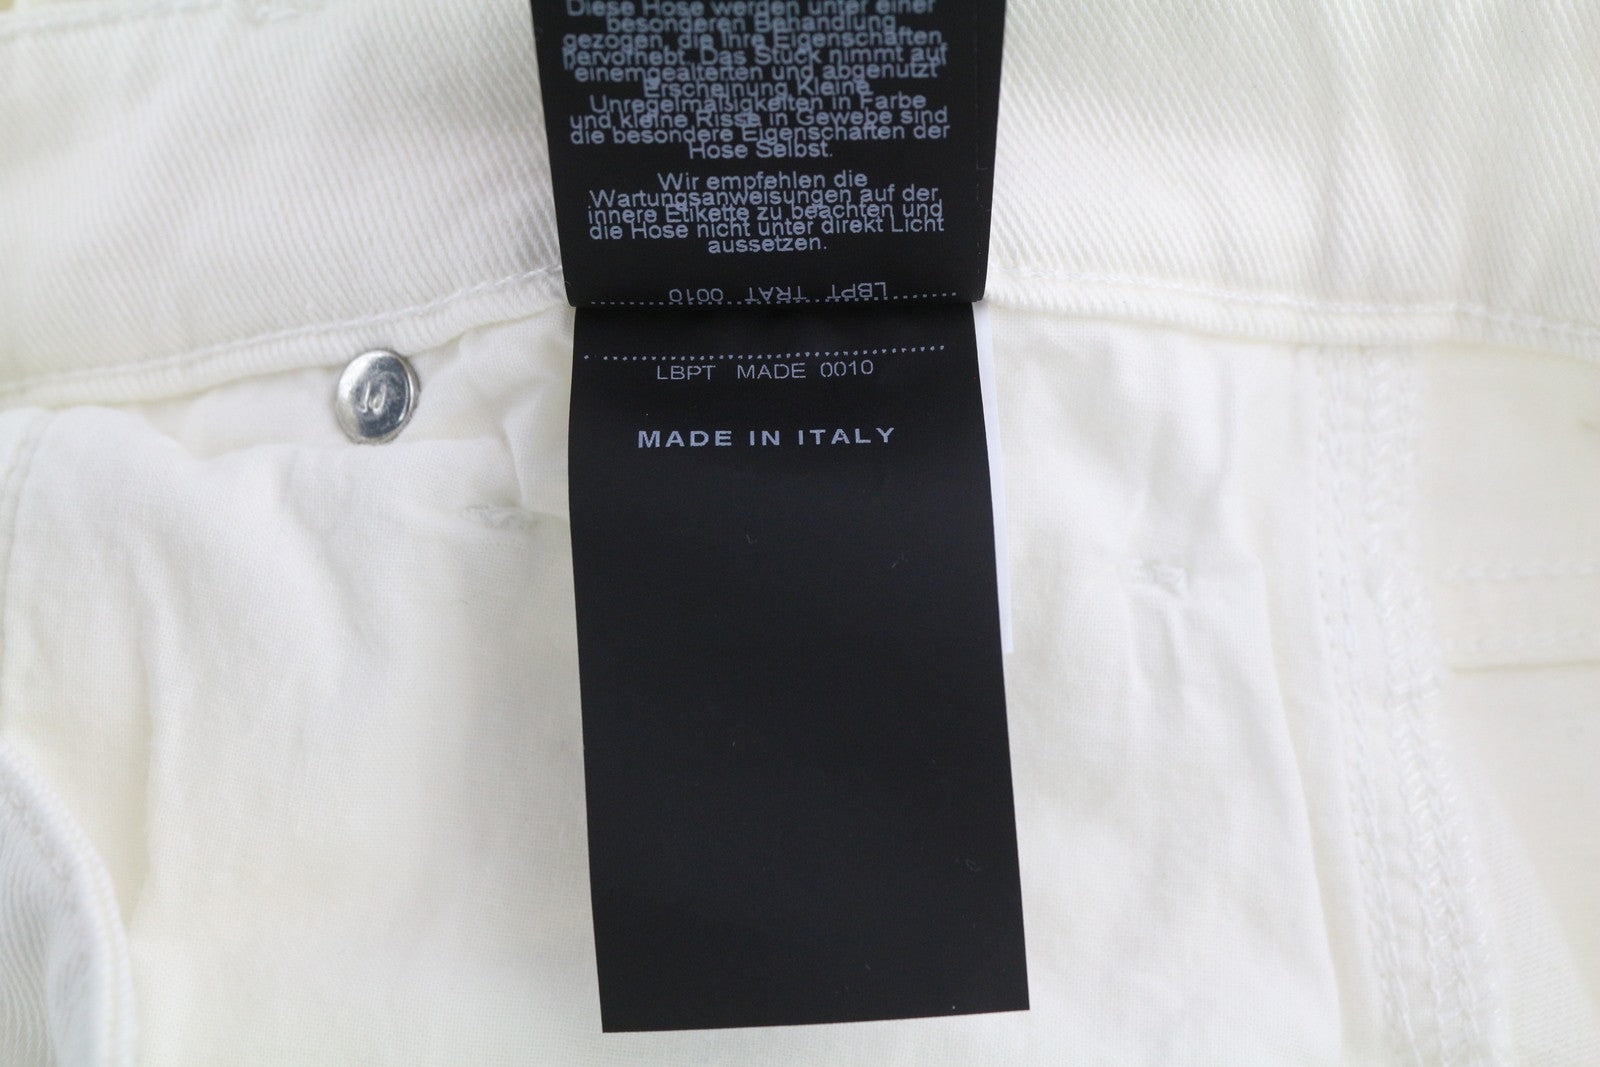 Diese Hose werden unter einer
besonderen Behandlung
gezogen, die ihre Eigenschaften
hervorhebt. Das Stück nimmt auf
einemgealterten und abgenutzt
Erscheinung Kleine
Unregelmäßigkeiten in Farbe
und kleine Risse in Gewebe sind
die besondere Eigenschaften der
Hose Selbst.
Wir empfehlen die
Wartungsanweisungen auf der
innere Etikette zu beachten und
die Hose nicht unter direkt Licht
aussetzen.
LBPT TRAT 0010
LBPT MADE 0010
MADE IN ITALY